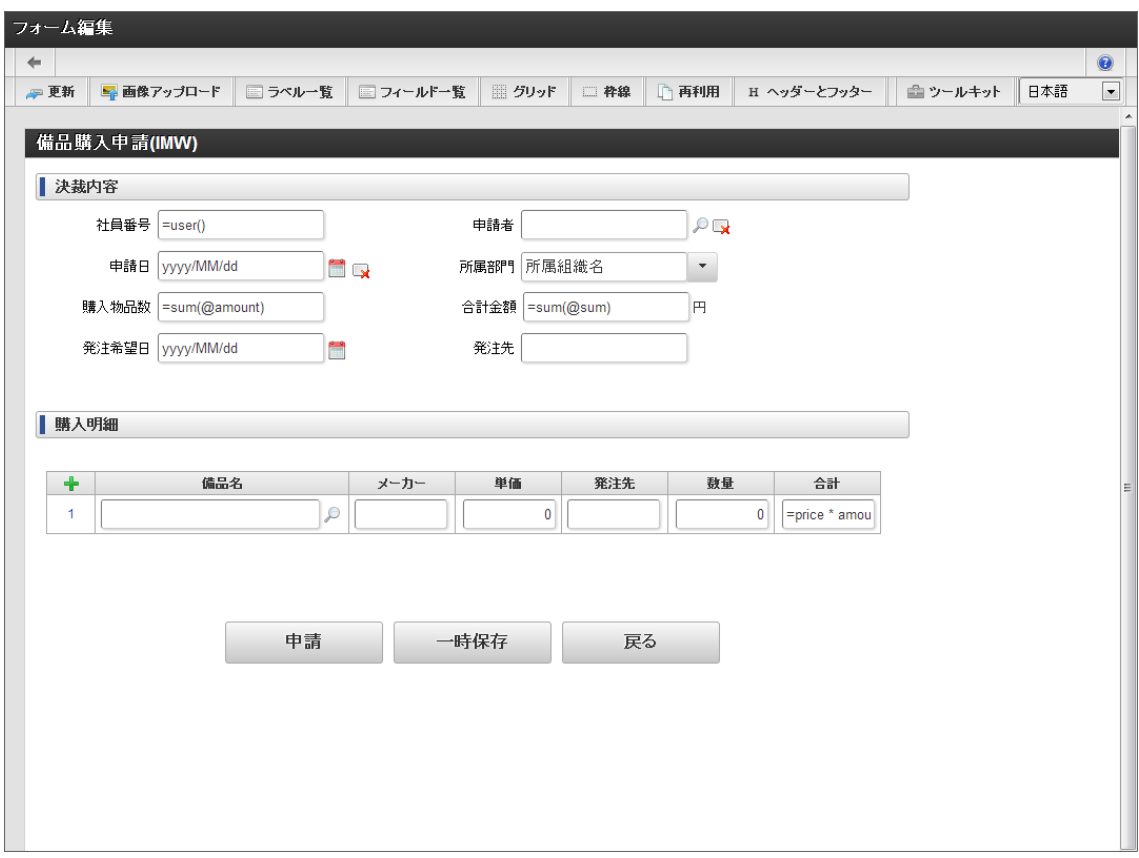 フォーム編集
更新 画像アップロード ラベル一覧 フィールド一覧 グリッド 枠線 再利用 H ヘッダーとフッター ツールキット 日本語
備品購入申請(IMW)
決裁内容
社員番号 =user() 申請者
申請日 yyyy/MM/dd 所属部門 所属組織名
購入物品数 =sum(@amount) 合計金額 =sum(@sum) 円
発注希望日 yyyy/MM/dd 発注先
購入明細
備品名 メーカー 単価 発注先 数量 合計
1 0 0 =price * amou
申請 一時保存 戻る